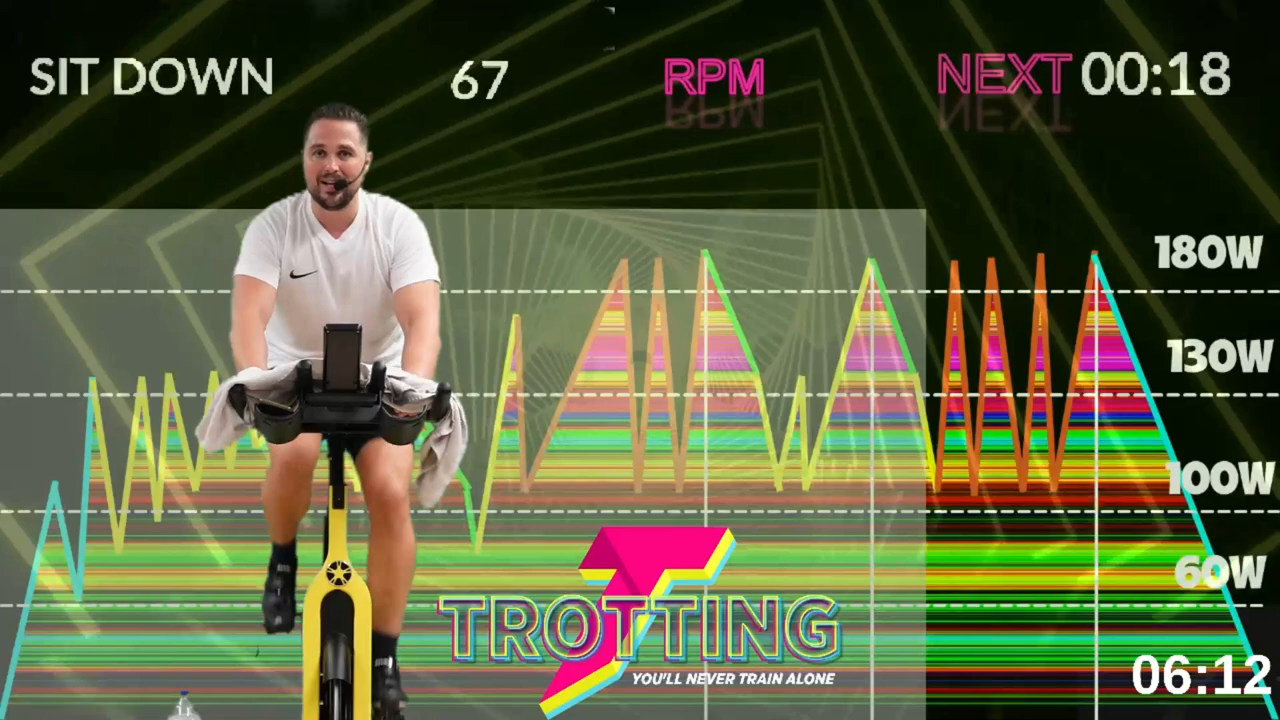 SIT DOWN
67
RPM
NEXT 00:18
180W
130W
100W
60W
TROTTING
YOU'LL NEVER TRAIN ALONE
06:12